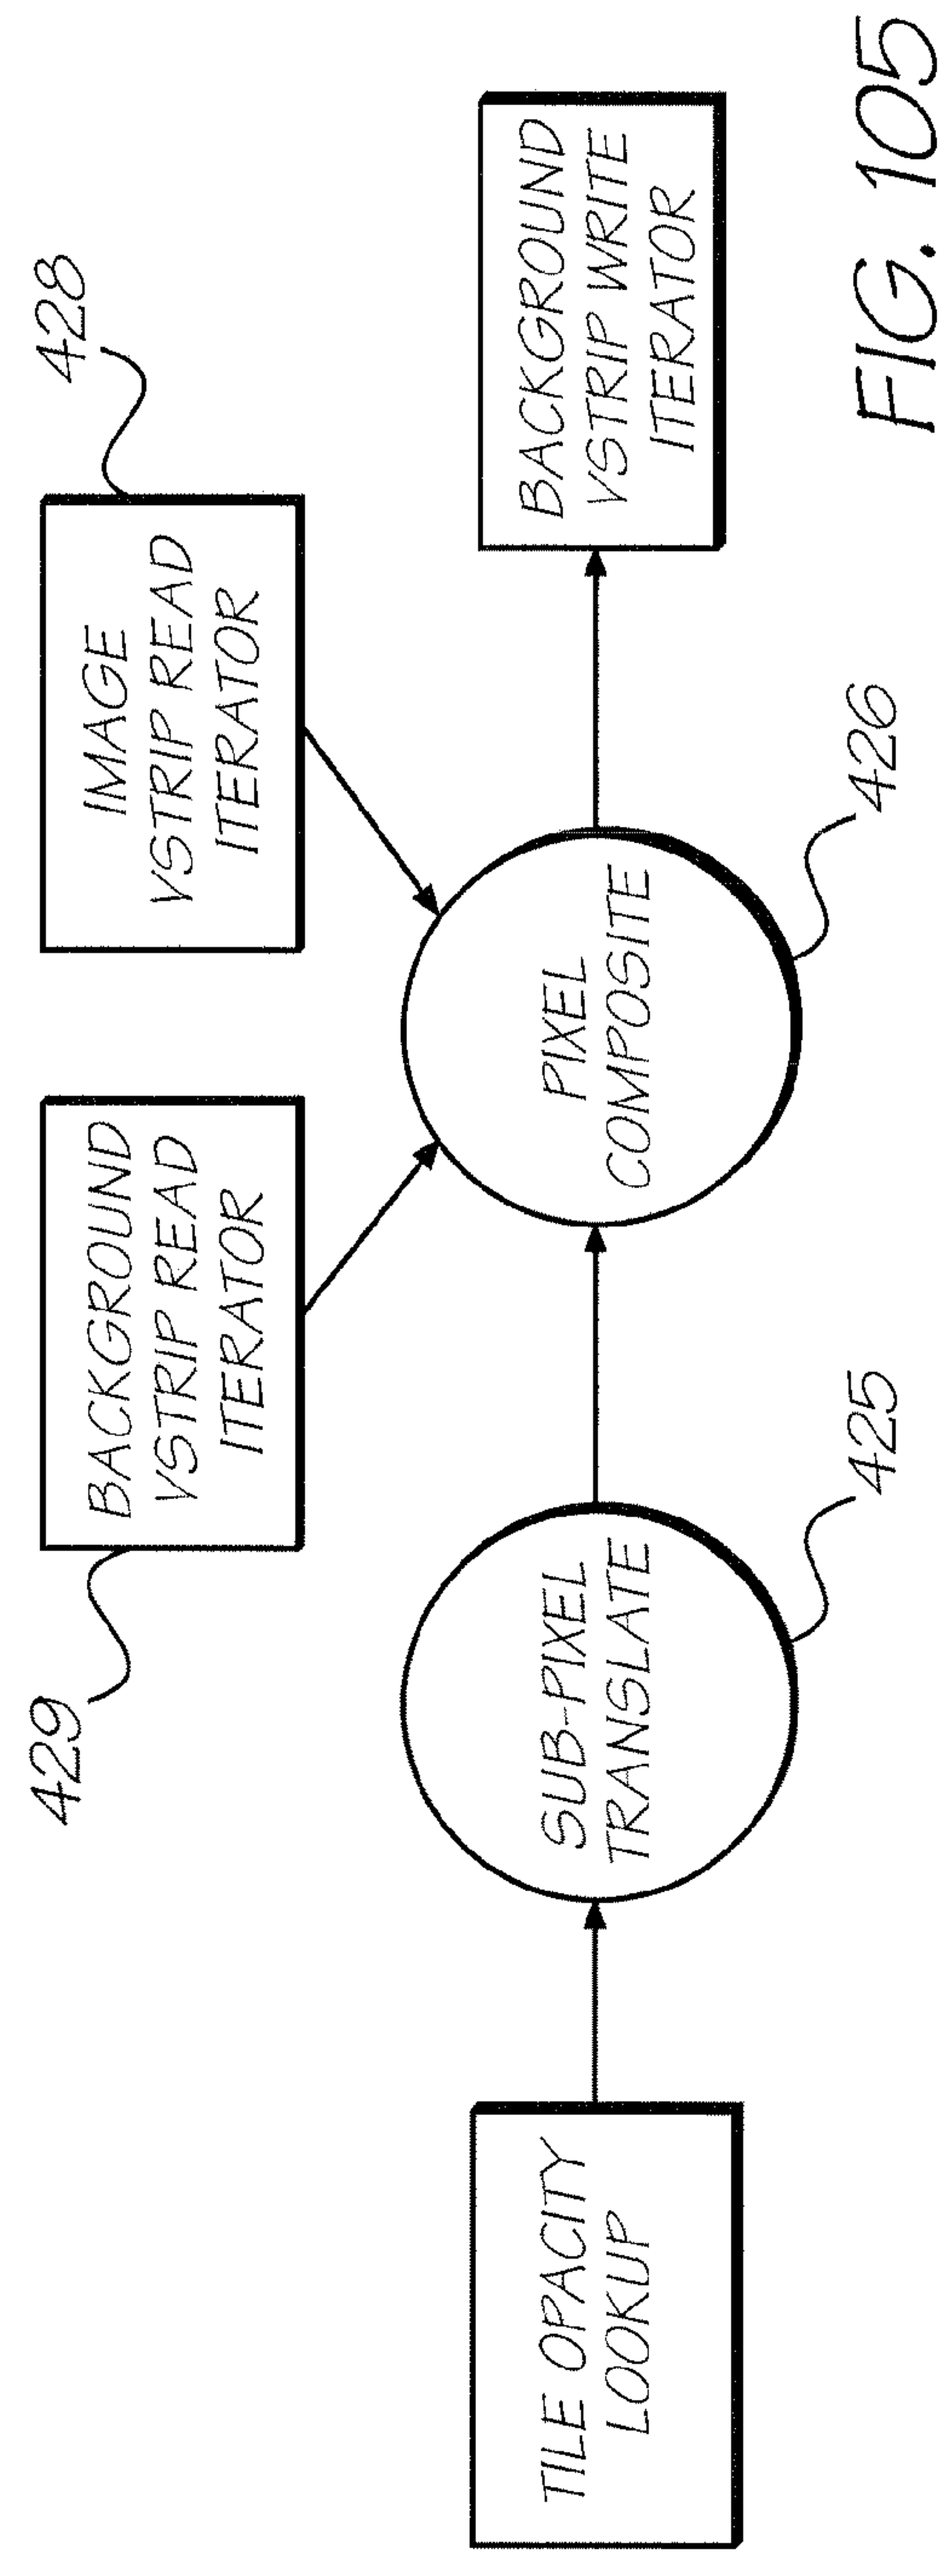 429
BACKGROUND
VSTRIP READ
ITERATOR
IMAGE
VSTRIP READ
ITERATOR
428
TILE OPACITY
LOOKUP
SUB-PIXEL
TRANSLATE
425
PIXEL
COMPOSITE
426
BACKGROUND
VSTRIP WRITE
ITERATOR
FIG. 105